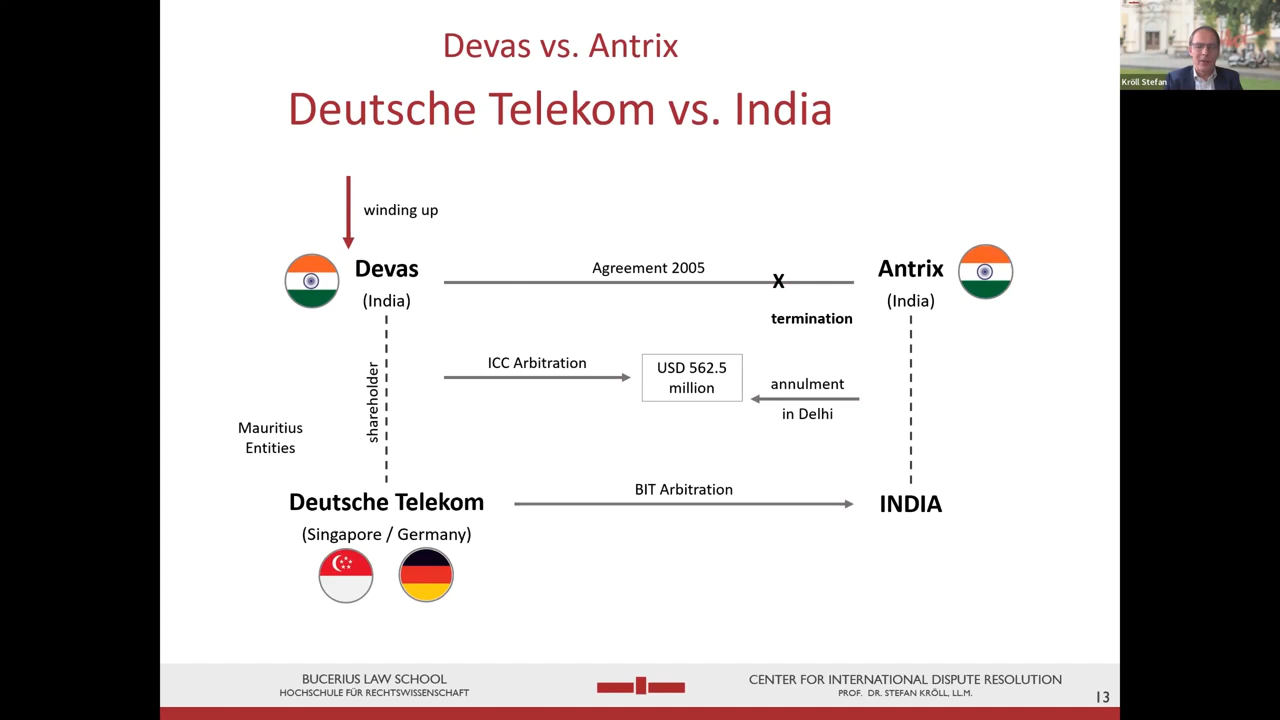 Devas vs. Antrix
Deutsche Telekom vs. India
Kröll Stefan
winding up
Devas
(India)
Agreement 2005
X
termination
Antrix
(India)
ICC Arbitration
USD 562.5
million
annulment
in Delhi
shareholder
Mauritius
Entities
Deutsche Telekom
(Singapore / Germany)
BIT Arbitration
INDIA
BUCERIUS LAW SCHOOL
HOCHSCHULE FÜR RECHTSWISSENSCHAFT
CENTER FOR INTERNATIONAL DISPUTE RESOLUTION
PROF. DR. STEFAN KRÖLL, LL.M.
13